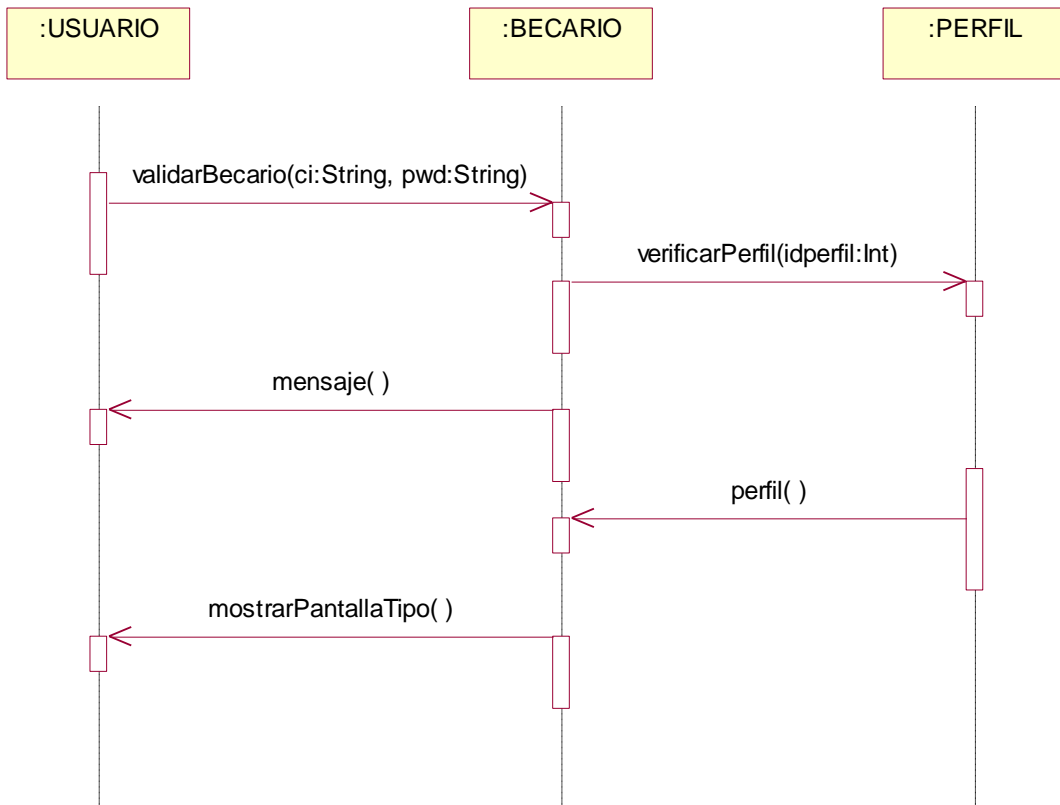 :USUARIO
:BECARIO
:PERFIL
validarBecario(ci:String, pwd:String)
verificarPerfil(idperfil:Int)
mensaje( )
perfil( )
mostrarPantallaTipo( )